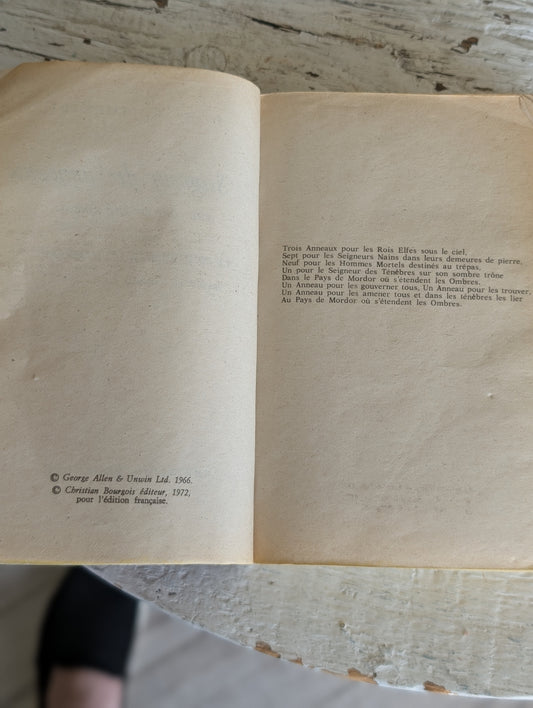 © George Allen & Unwin Ltd. 1966.
© Christian Bourgois éditeur, 1972,
pour l'édition française.
Trois Anneaux pour les Rois Elfes sous le ciel,
Sept pour les Seigneurs Nains dans leurs demeures de pierre,
Neuf pour les Hommes Mortels destinés au trépas,
Un pour le Seigneur des Ténèbres sur son sombre trône
Dans le Pays de Mordor où s'étendent les Ombres.
Un Anneau pour les gouverner tous, Un Anneau pour les trouver,
Un Anneau pour les amener tous et dans les ténèbres les lier
Au Pays de Mordor où s'étendent les Ombres.